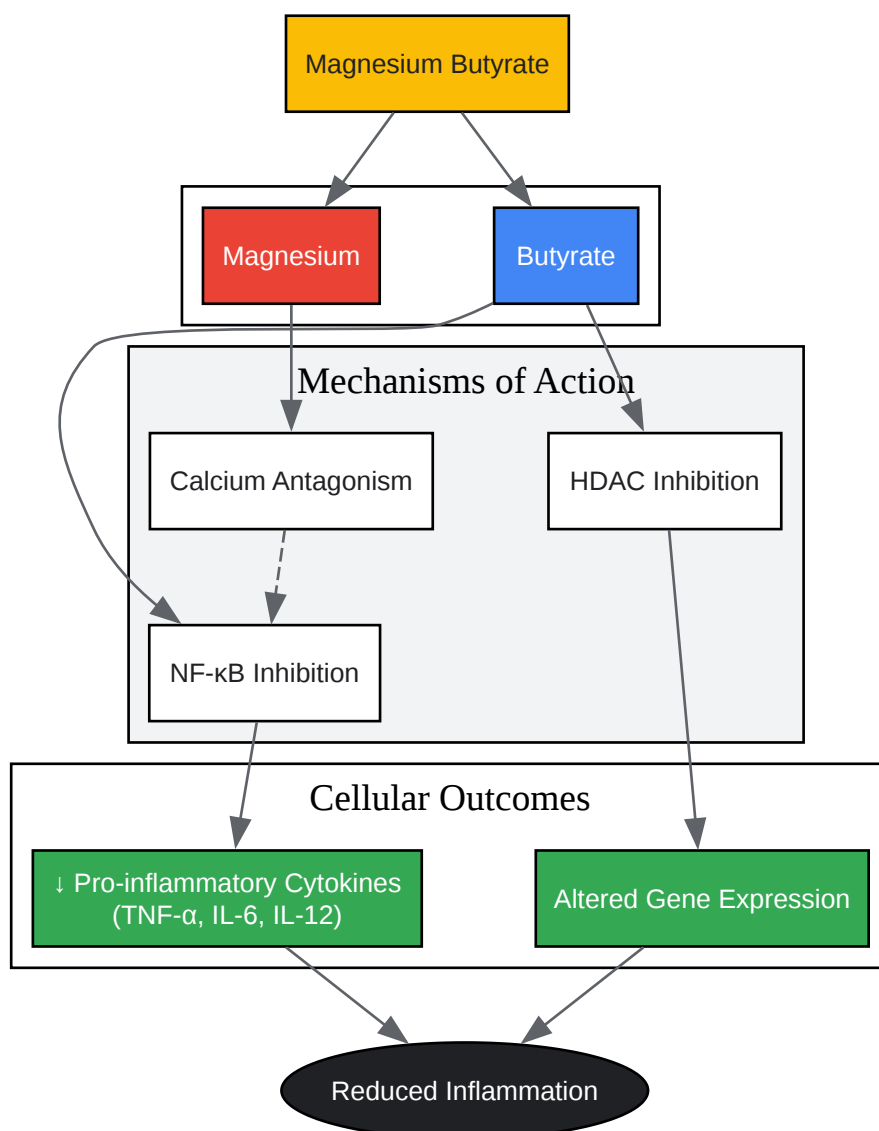 Magnesium Butyrate
Magnesium
Butyrate
Mechanisms of Action
Calcium Antagonism
HDAC Inhibition
NF-κB Inhibition
Cellular Outcomes
↓ Pro-inflammatory Cytokines
(TNF-α, IL-6, IL-12)
Altered Gene Expression
Reduced Inflammation